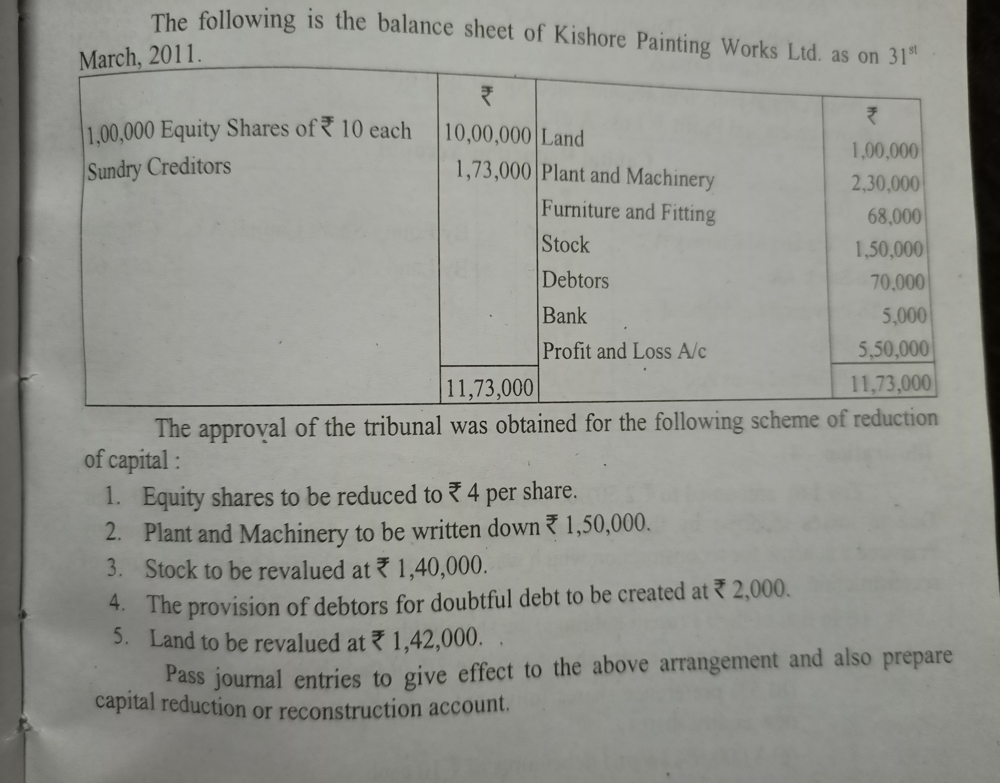 The following is the balance sheet of Kishore Painting Works Ltd. as on 31st
March, 2011.
₹ ₹
1,00,000 Equity Shares of ₹ 10 each 10,00,000 Land 1,00,000
Sundry Creditors 1,73,000 Plant and Machinery 2,30,000
Furniture and Fitting 68,000
Stock 1,50,000
Debtors 70,000
Bank 5,000
Profit and Loss A/c 5,50,000
11,73,000 11,73,000
The approval of the tribunal was obtained for the following scheme of reduction
of capital :
1. Equity shares to be reduced to ₹ 4 per share.
2. Plant and Machinery to be written down ₹ 1,50,000.
3. Stock to be revalued at ₹ 1,40,000.
4. The provision of debtors for doubtful debt to be created at ₹ 2,000.
5. Land to be revalued at ₹ 1,42,000.
Pass journal entries to give effect to the above arrangement and also prepare
capital reduction or reconstruction account.